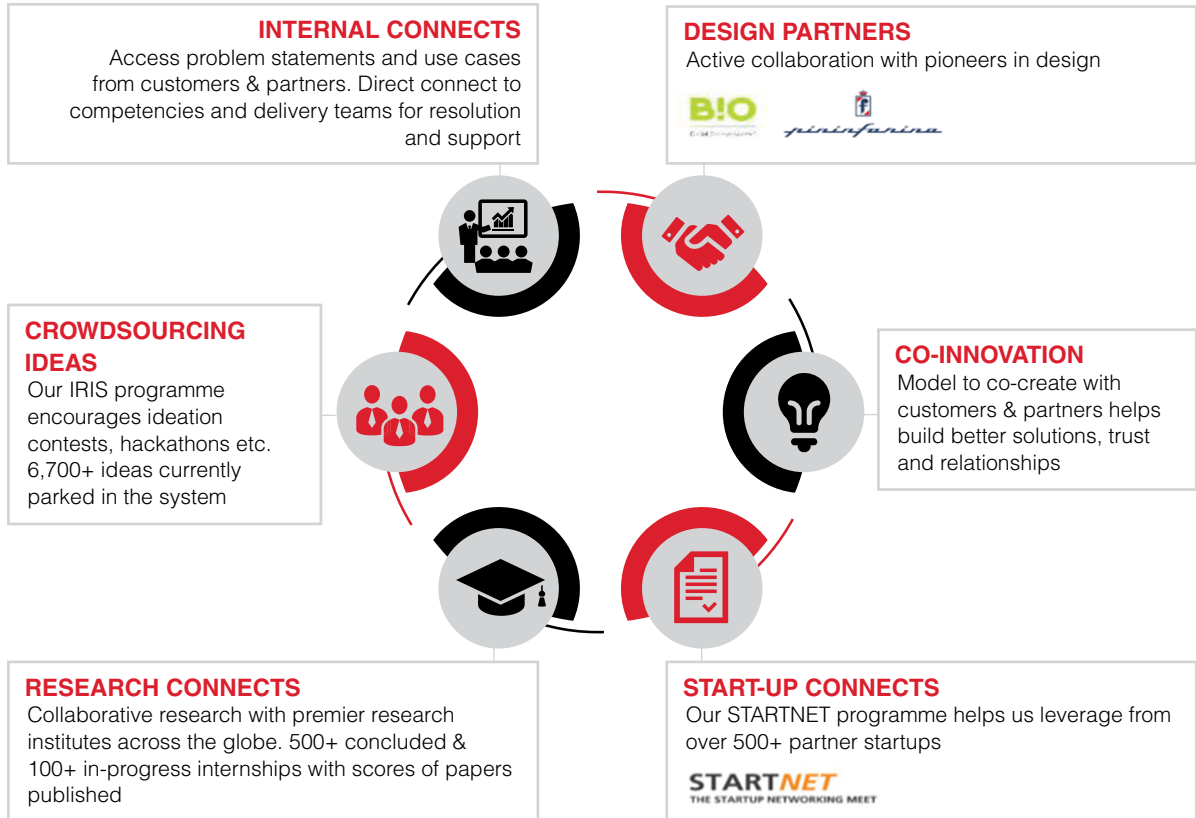 INTERNAL CONNECTS
Access problem statements and use cases
from customers & partners. Direct connect to
competencies and delivery teams for resolution
and support
DESIGN PARTNERS
Active collaboration with pioneers in design
B!O
pininfarina
CROWDSOURCING
IDEAS
Our IRIS programme
encourages ideation
contests, hackathons etc.
6,700+ ideas currently
parked in the system
CO-INNOVATION
Model to co-create with
customers & partners helps
build better solutions, trust
and relationships
RESEARCH CONNECTS
Collaborative research with premier research
institutes across the globe. 500+ concluded &
100+ in-progress internships with scores of papers
published
START-UP CONNECTS
Our STARTNET programme helps us leverage from
over 500+ partner startups
STARTNET
THE STARTUP NETWORKING MEET